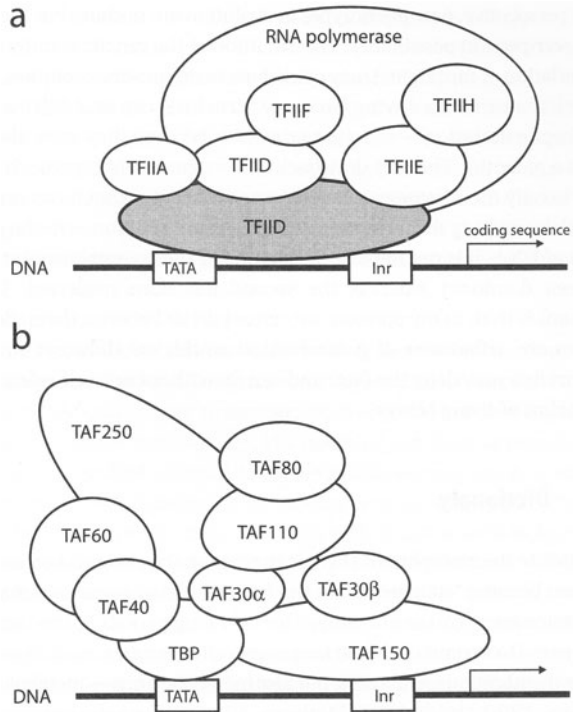 a
RNA polymerase
TFIIF
TFIIH
TFIIA
TFIID
TFIIE
TFIID
coding sequence
DNA
TATA
Inr
b
TAF250
TAF80
TAF60
TAF110
TAF40
TAF30α
TAF30β
TBP
TAF150
DNA
TATA
Inr